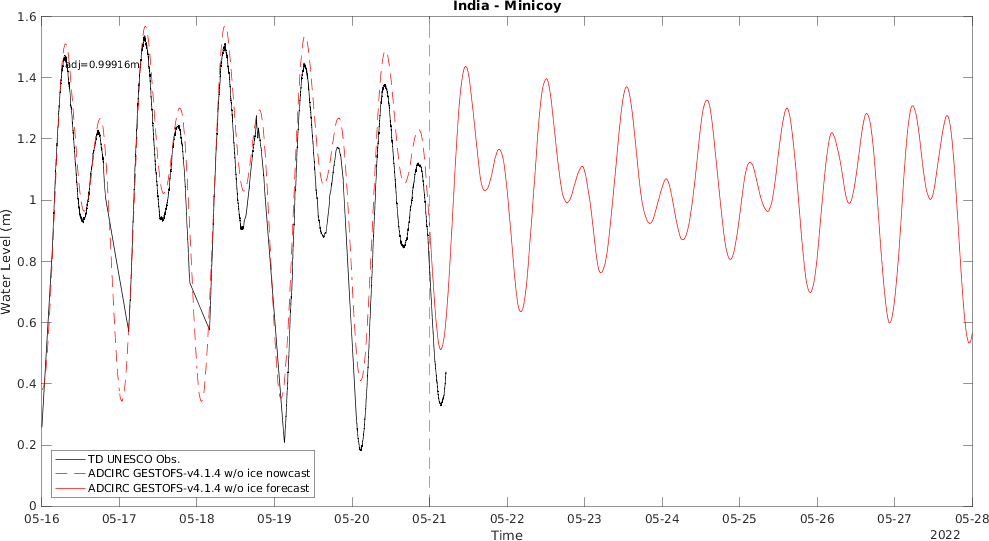 India - Minicoy
1.6
1.4
1.2
1
0.8
0.6
0.4
0.2
0
Water Level (m)
adj=0.99916m
TD UNESCO Obs.
ADCIRC GESTOFS-v4.1.4 w/o ice nowcast
ADCIRC GESTOFS-v4.1.4 w/o ice forecast
05-16 05-17 05-18 05-19 05-20 05-21 05-22 05-23 05-24 05-25 05-26 05-27 05-28
Time
2022